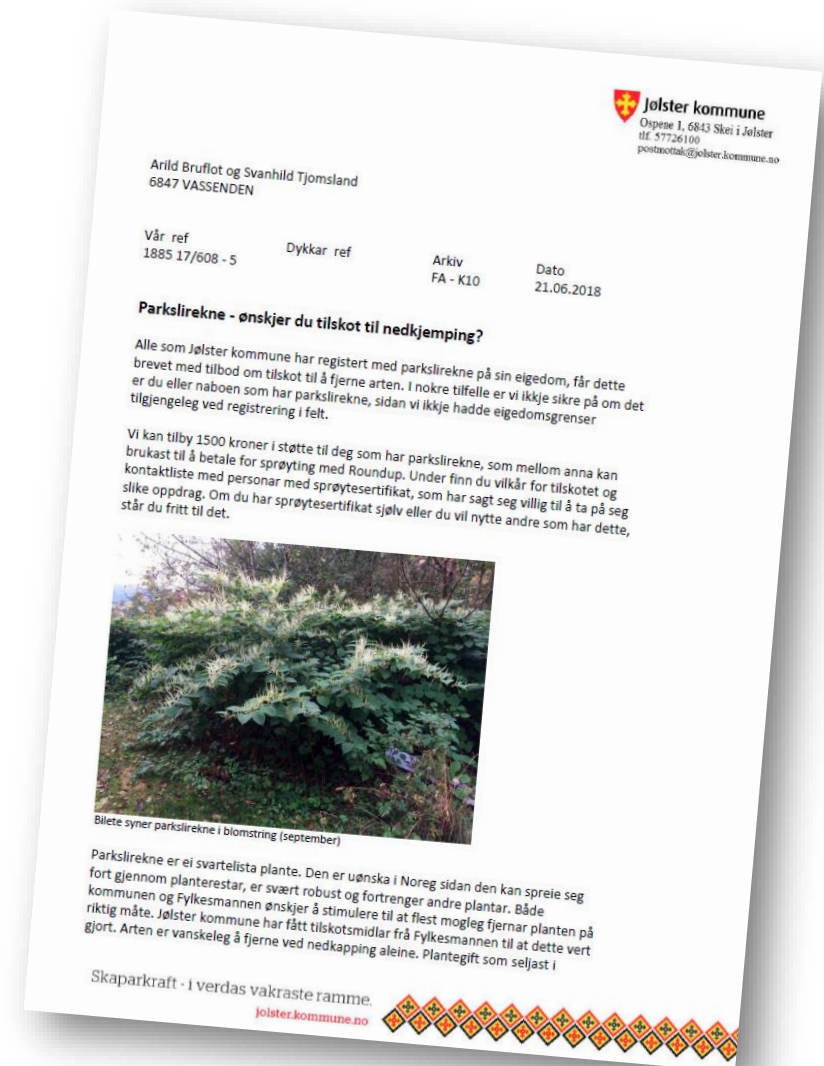 Jølster kommune
Ospene 1, 6843 Skei i Jølster
tlf. 57726100
postmottak@jolster.kommune.no
Arild Bruflot og Svanhild Tjomsland
6847 VASSENDEN
Vår ref Dykkar ref Arkiv Dato
1885 17/608 - 5 FA - K10 21.06.2018
Parkslirekne - ønskjer du tilskot til nedkjemping?
Alle som Jølster kommune har registert med parkslirekne på sin eigedom, får dette
brevet med tilbod om tilskot til å fjerne arten. I nokre tilfelle er vi ikkje sikre på om det
er du eller naboen som har parkslirekne, sidan vi ikkje hadde eigedomsgrenser
tilgjengeleg ved registrering i felt.
Vi kan tilby 1500 kroner i støtte til deg som har parkslirekne, som mellom anna kan
brukast til å betale for sprøyting med Roundup. Under finn du vilkår for tilskotet og
kontaktliste med personar med sprøytesertifikat, som har sagt seg villig til å ta på seg
slike oppdrag. Om du har sprøytesertifikat sjølv eller du vil nytte andre som har dette,
står du fritt til det.
Bilete syner parkslirekne i blomstring (september)
Parkslirekne er ei svartelista plante. Den er uønska i Noreg sidan den kan spreie seg
fort gjennom planterestar, er svært robust og fortrenger andre plantar. Både
kommunen og Fylkesmannen ønskjer å stimulere til at flest mogleg fjernar planten på
riktig måte. Jølster kommune har fått tilskotsmidlar frå Fylkesmannen til at dette vert
gjort. Arten er vanskeleg å fjerne ved nedkapping aleine. Plantegift som seljast i
Skaparkraft - i verdas vakraste ramme.
jolster.kommune.no